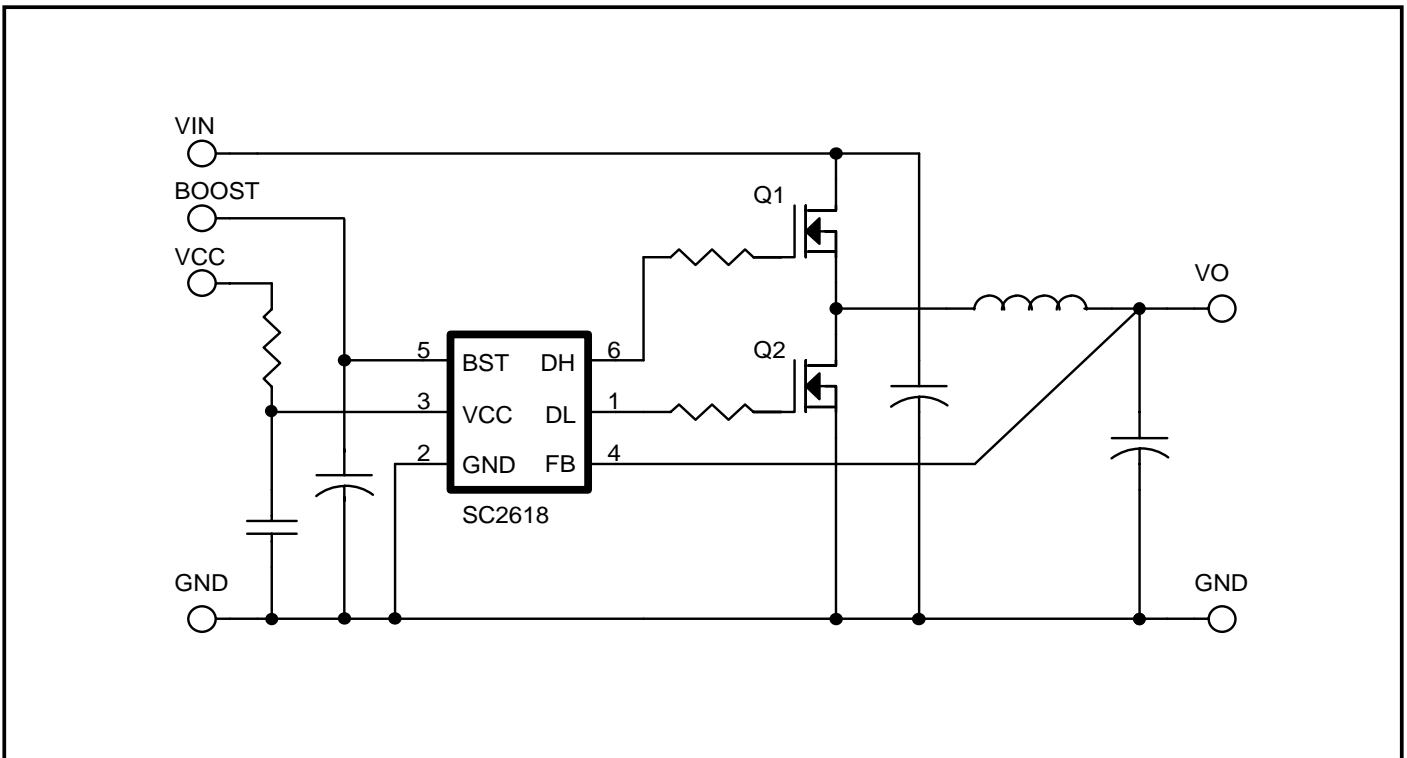 VIN
BOOST
VCC
Q1
VO
Q2
5 BST DH 6
3 VCC DL 1
2 GND FB 4
SC2618
GND GND